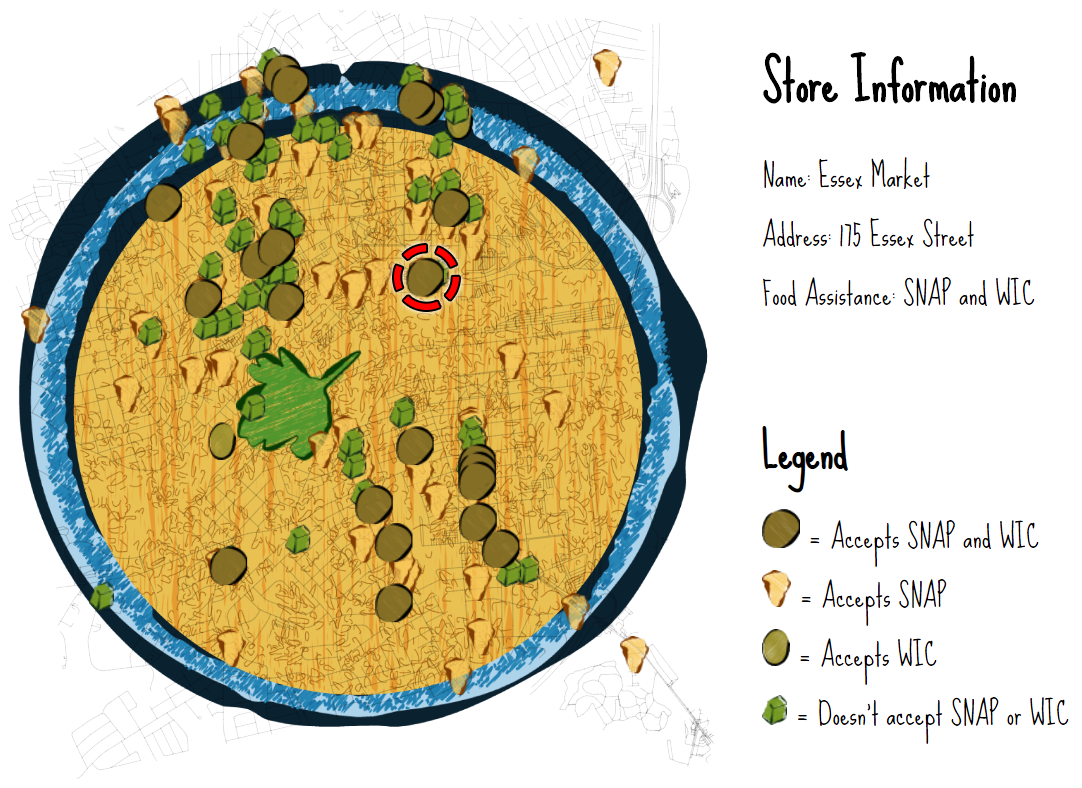 Store Information
Name: Essex Market
Address: 175 Essex Street
Food Assistance: SNAP and WIC
Legend
= Accepts SNAP and WIC
= Accepts SNAP
= Accepts WIC
= Doesn't accept SNAP or WIC